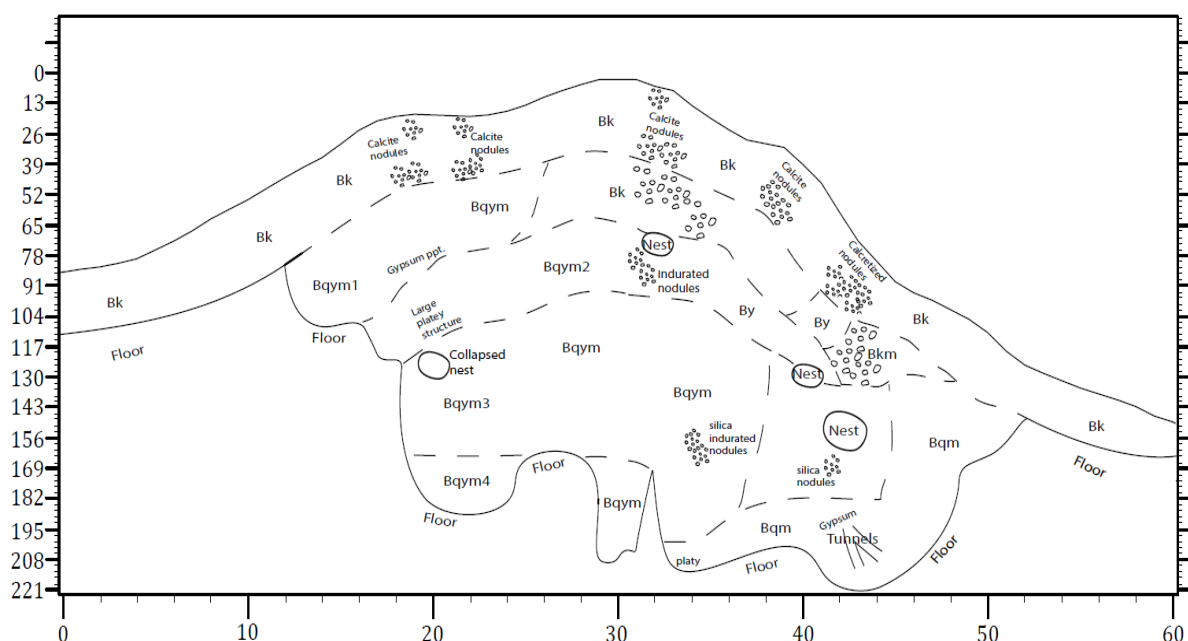 0
13
26
39
52
65
78
91
104
117
130
143
156
169
182
195
208
221
0
10
20
30
40
50
60
Calcite
nodules
Calcite
nodules
Bk
Calcite
nodules
Bk
Calcite
nodules
Bk
Bqym
Bk
Bk
Nest
Calcretized
nodules
Gypsum ppt.
Bqym1
Bqym2
Indurated
nodules
Bk
Large
platey
structure
By
By
Bk
Floor
Floor
Bqym
Bkm
Collapsed
nest
Nest
Bqym3
Bqym
silica
indurated
nodules
Nest
Bqm
Bk
Floor
silica
nodules
Bqym4
Floor
Floor
Bqym
Bqm
Gypsum
Tunnels
platy
Floor
Floor